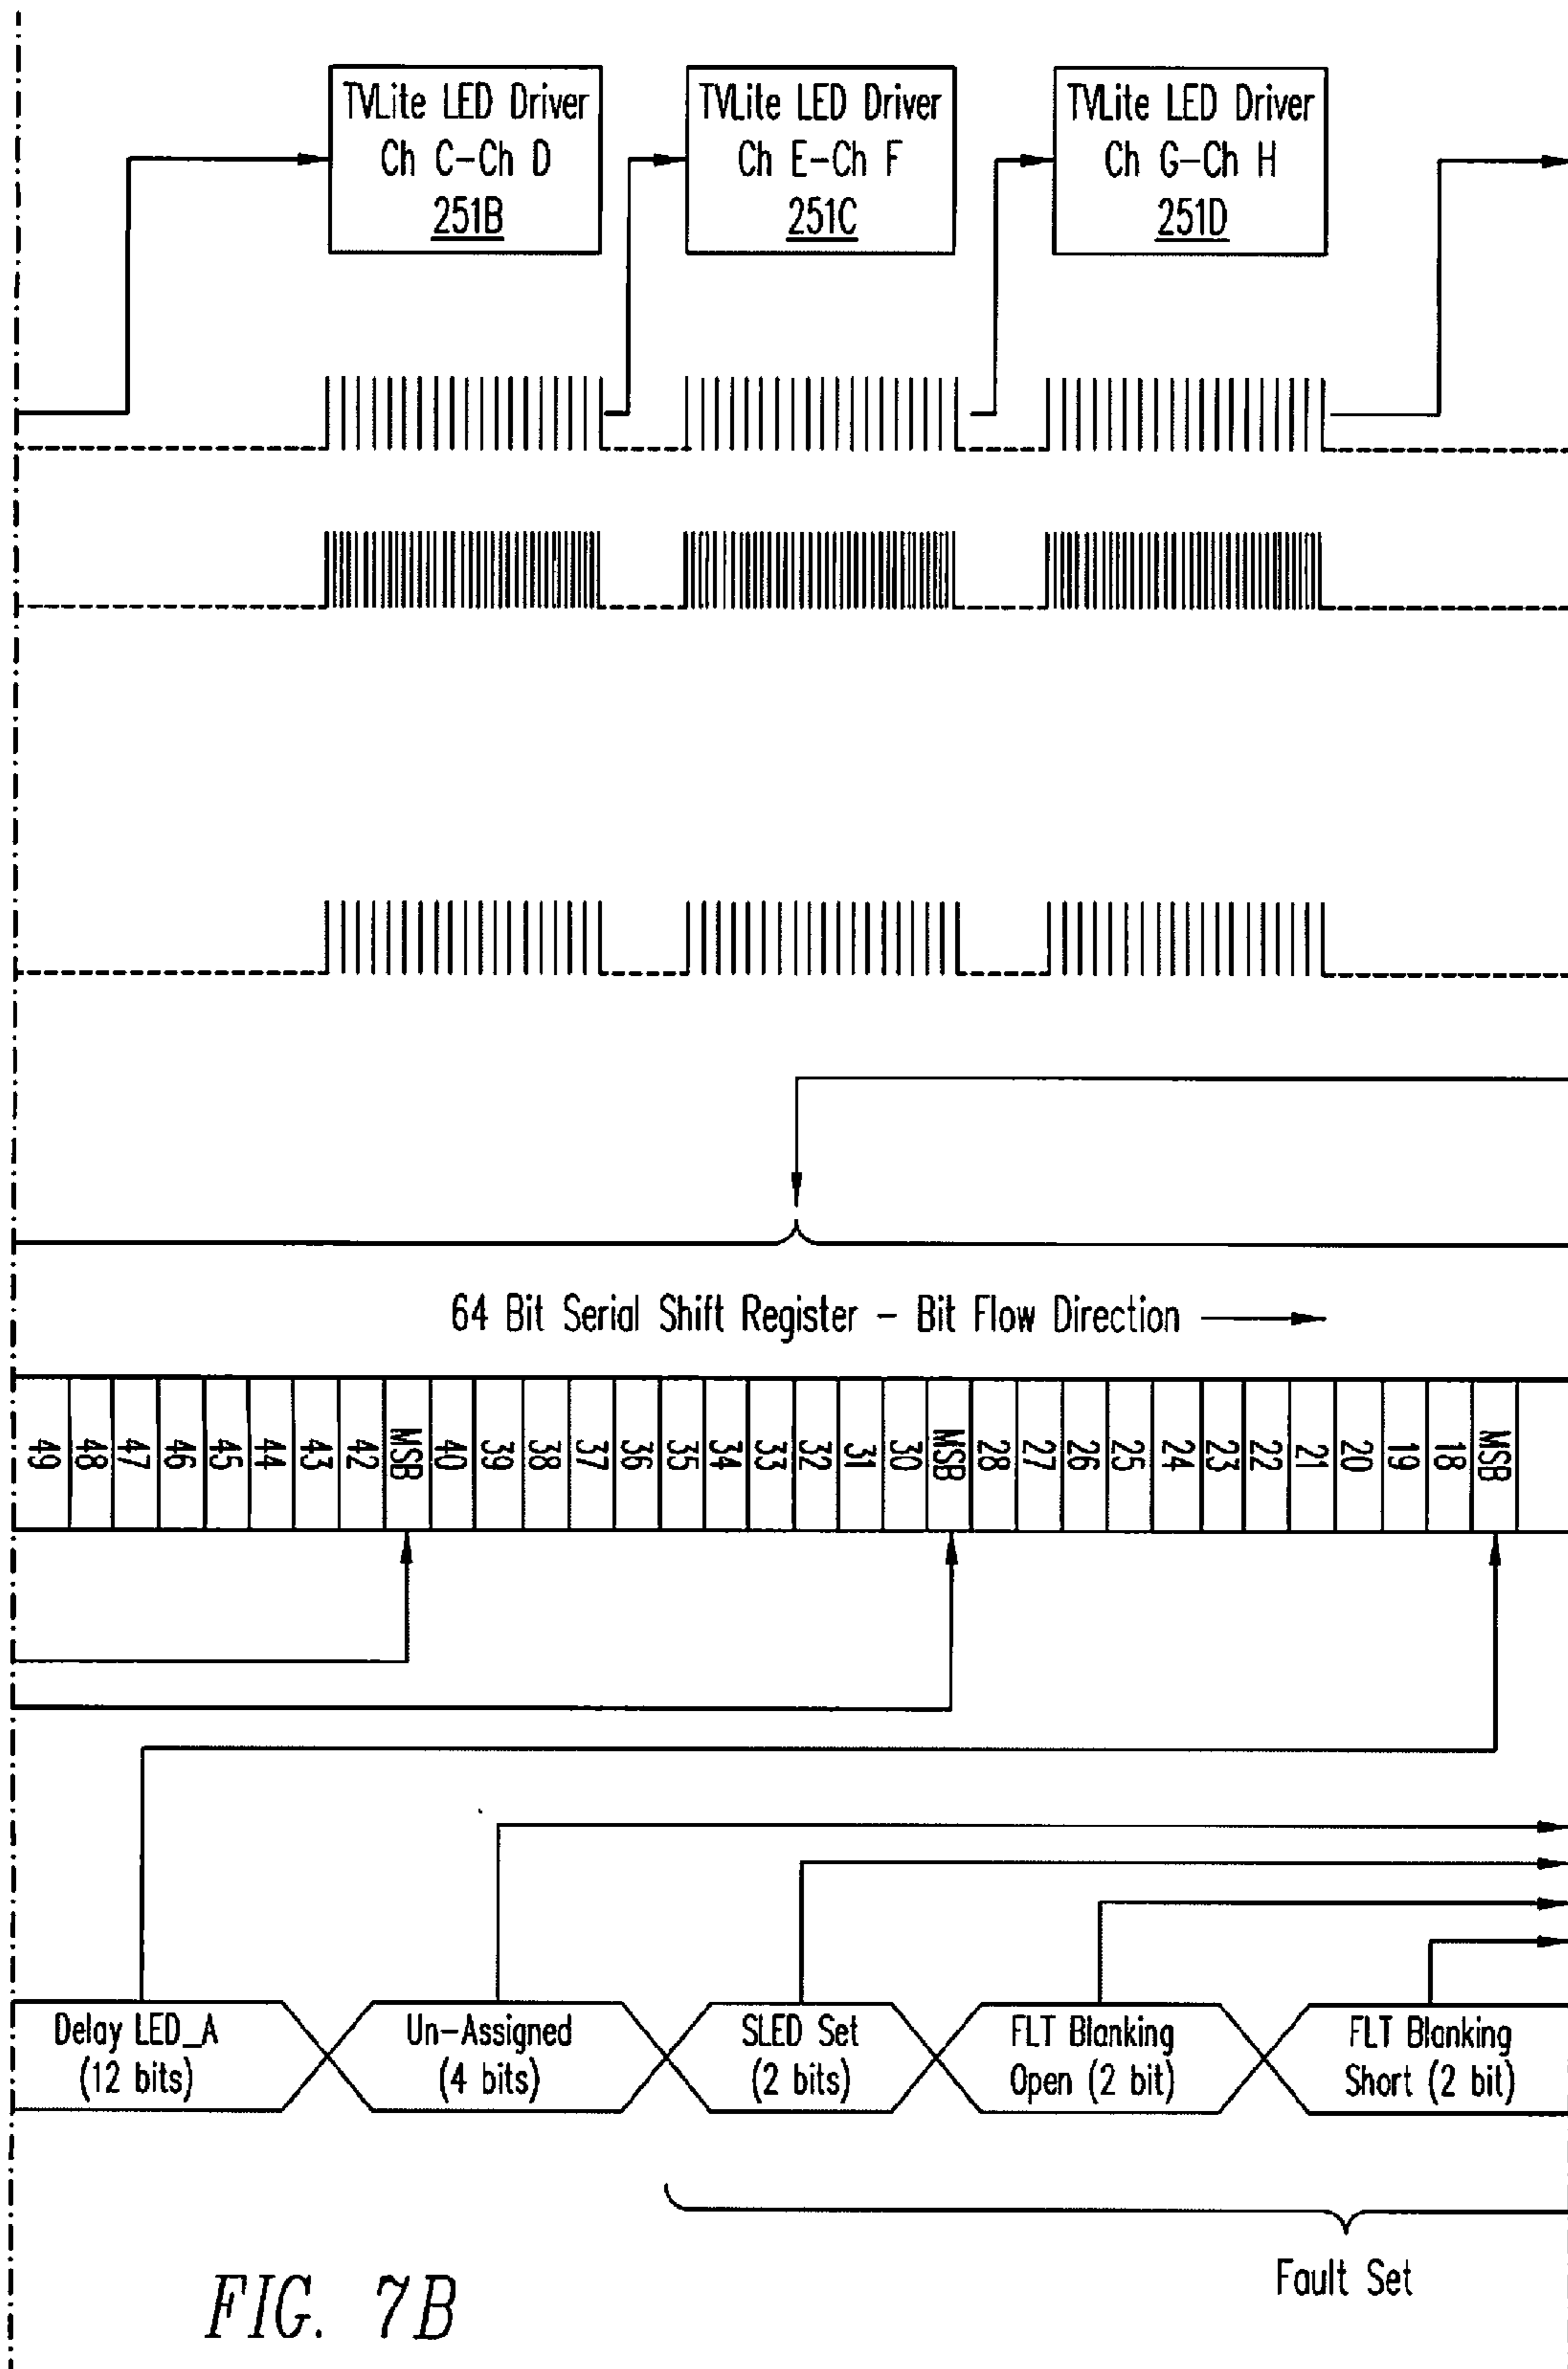 TVLite LED Driver
Ch C-Ch D
251B
TVLite LED Driver
Ch E-Ch F
251C
TVLite LED Driver
Ch G-Ch H
251D
64 Bit Serial Shift Register - Bit Flow Direction
49 48 47 46 45 44 43 42 MSB 40 39 38 37 36 35 34 33 32 31 30 MSB 28 27 26 25 24 23 22 21 20 19 18 MSB
Delay LED_A
(12 bits)
Un-Assigned
(4 bits)
SLED Set
(2 bits)
FLT Blanking
Open (2 bit)
FLT Blanking
Short (2 bit)
Fault Set
FIG. 7B